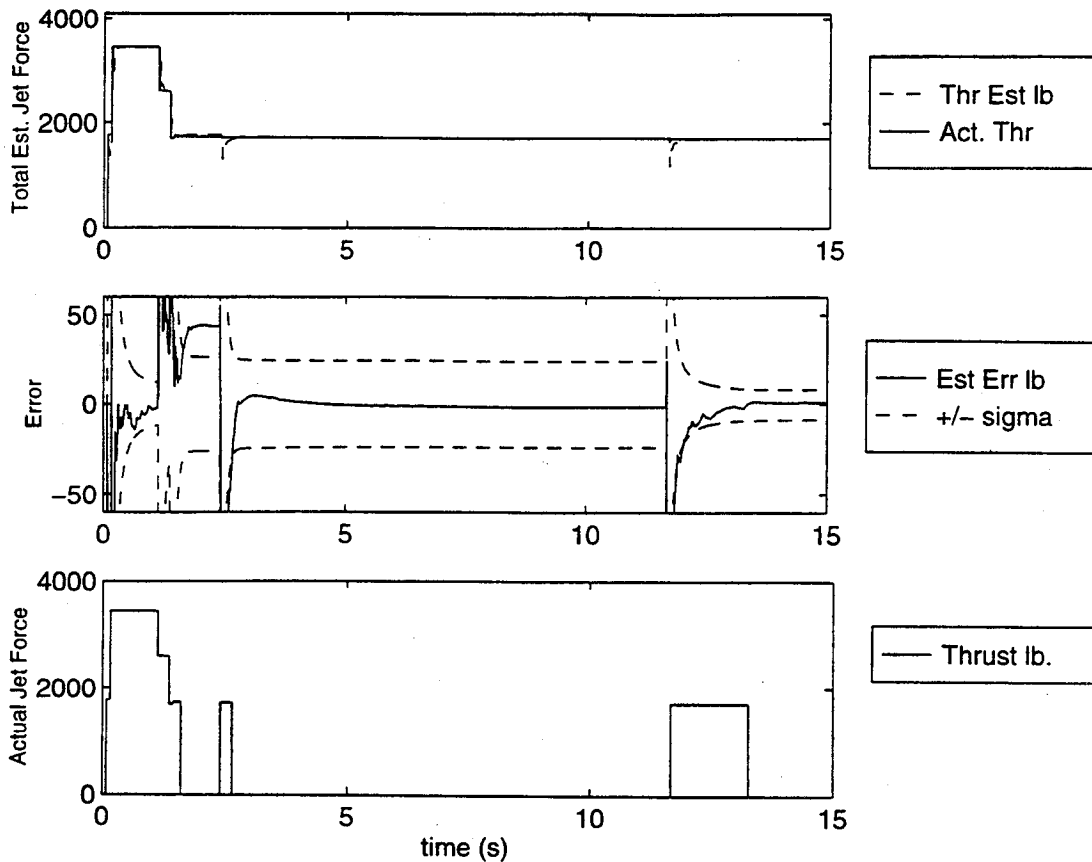 4000
2000
0
Total Est. Jet Force
0 5 10 15
Thr Est lb
Act. Thr
50
0
−50
Error
0 5 10 15
Est Err lb
+/− sigma
4000
2000
0
Actual Jet Force
0 5 10 15
time (s)
Thrust lb.